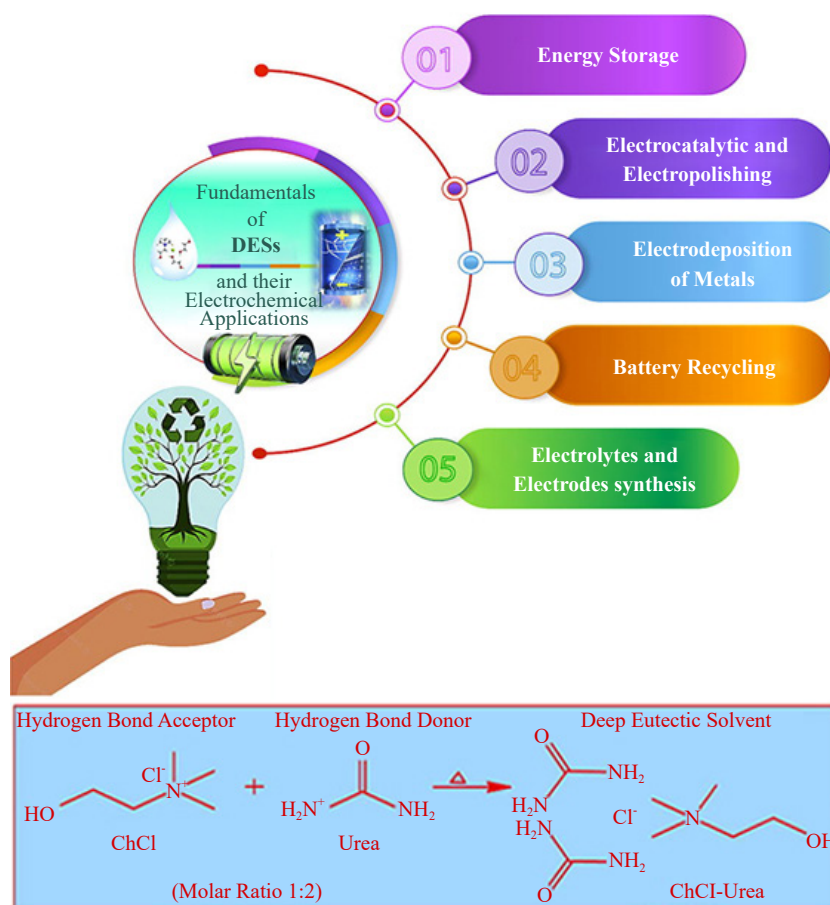 01
Energy Storage
02
Electrocatalytic and
Electropolishing
03
Electrodeposition
of Metals
04
Battery Recycling
05
Electrolytes and
Electrodes synthesis
Fundamentals
of
DESs
and their
Electrochemical
Applications
Hydrogen Bond Acceptor
Hydrogen Bond Donor
Deep Eutectic Solvent
HO
Cl⁻
N⁺
ChCl
+
O
H₂N⁺
NH₂
Urea
Δ
O
NH₂
H₂N
H₂N
NH₂
O
Cl⁻
N
OH
ChCI-Urea
(Molar Ratio 1:2)